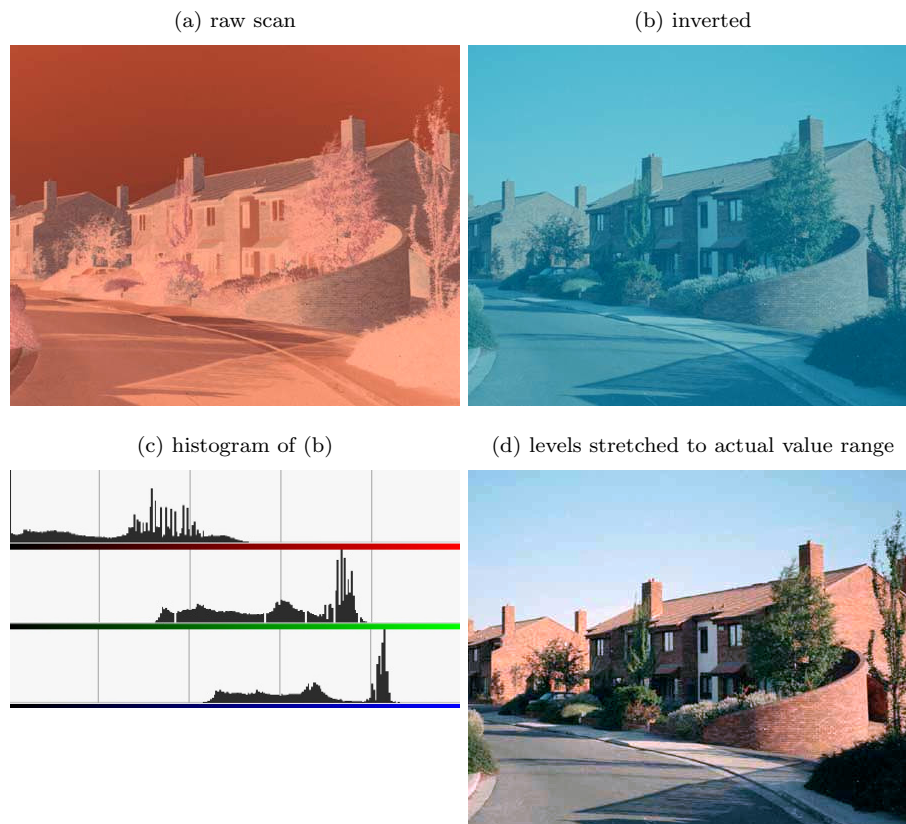 (a) raw scan
(b) inverted
(c) histogram of (b)
(d) levels stretched to actual value range